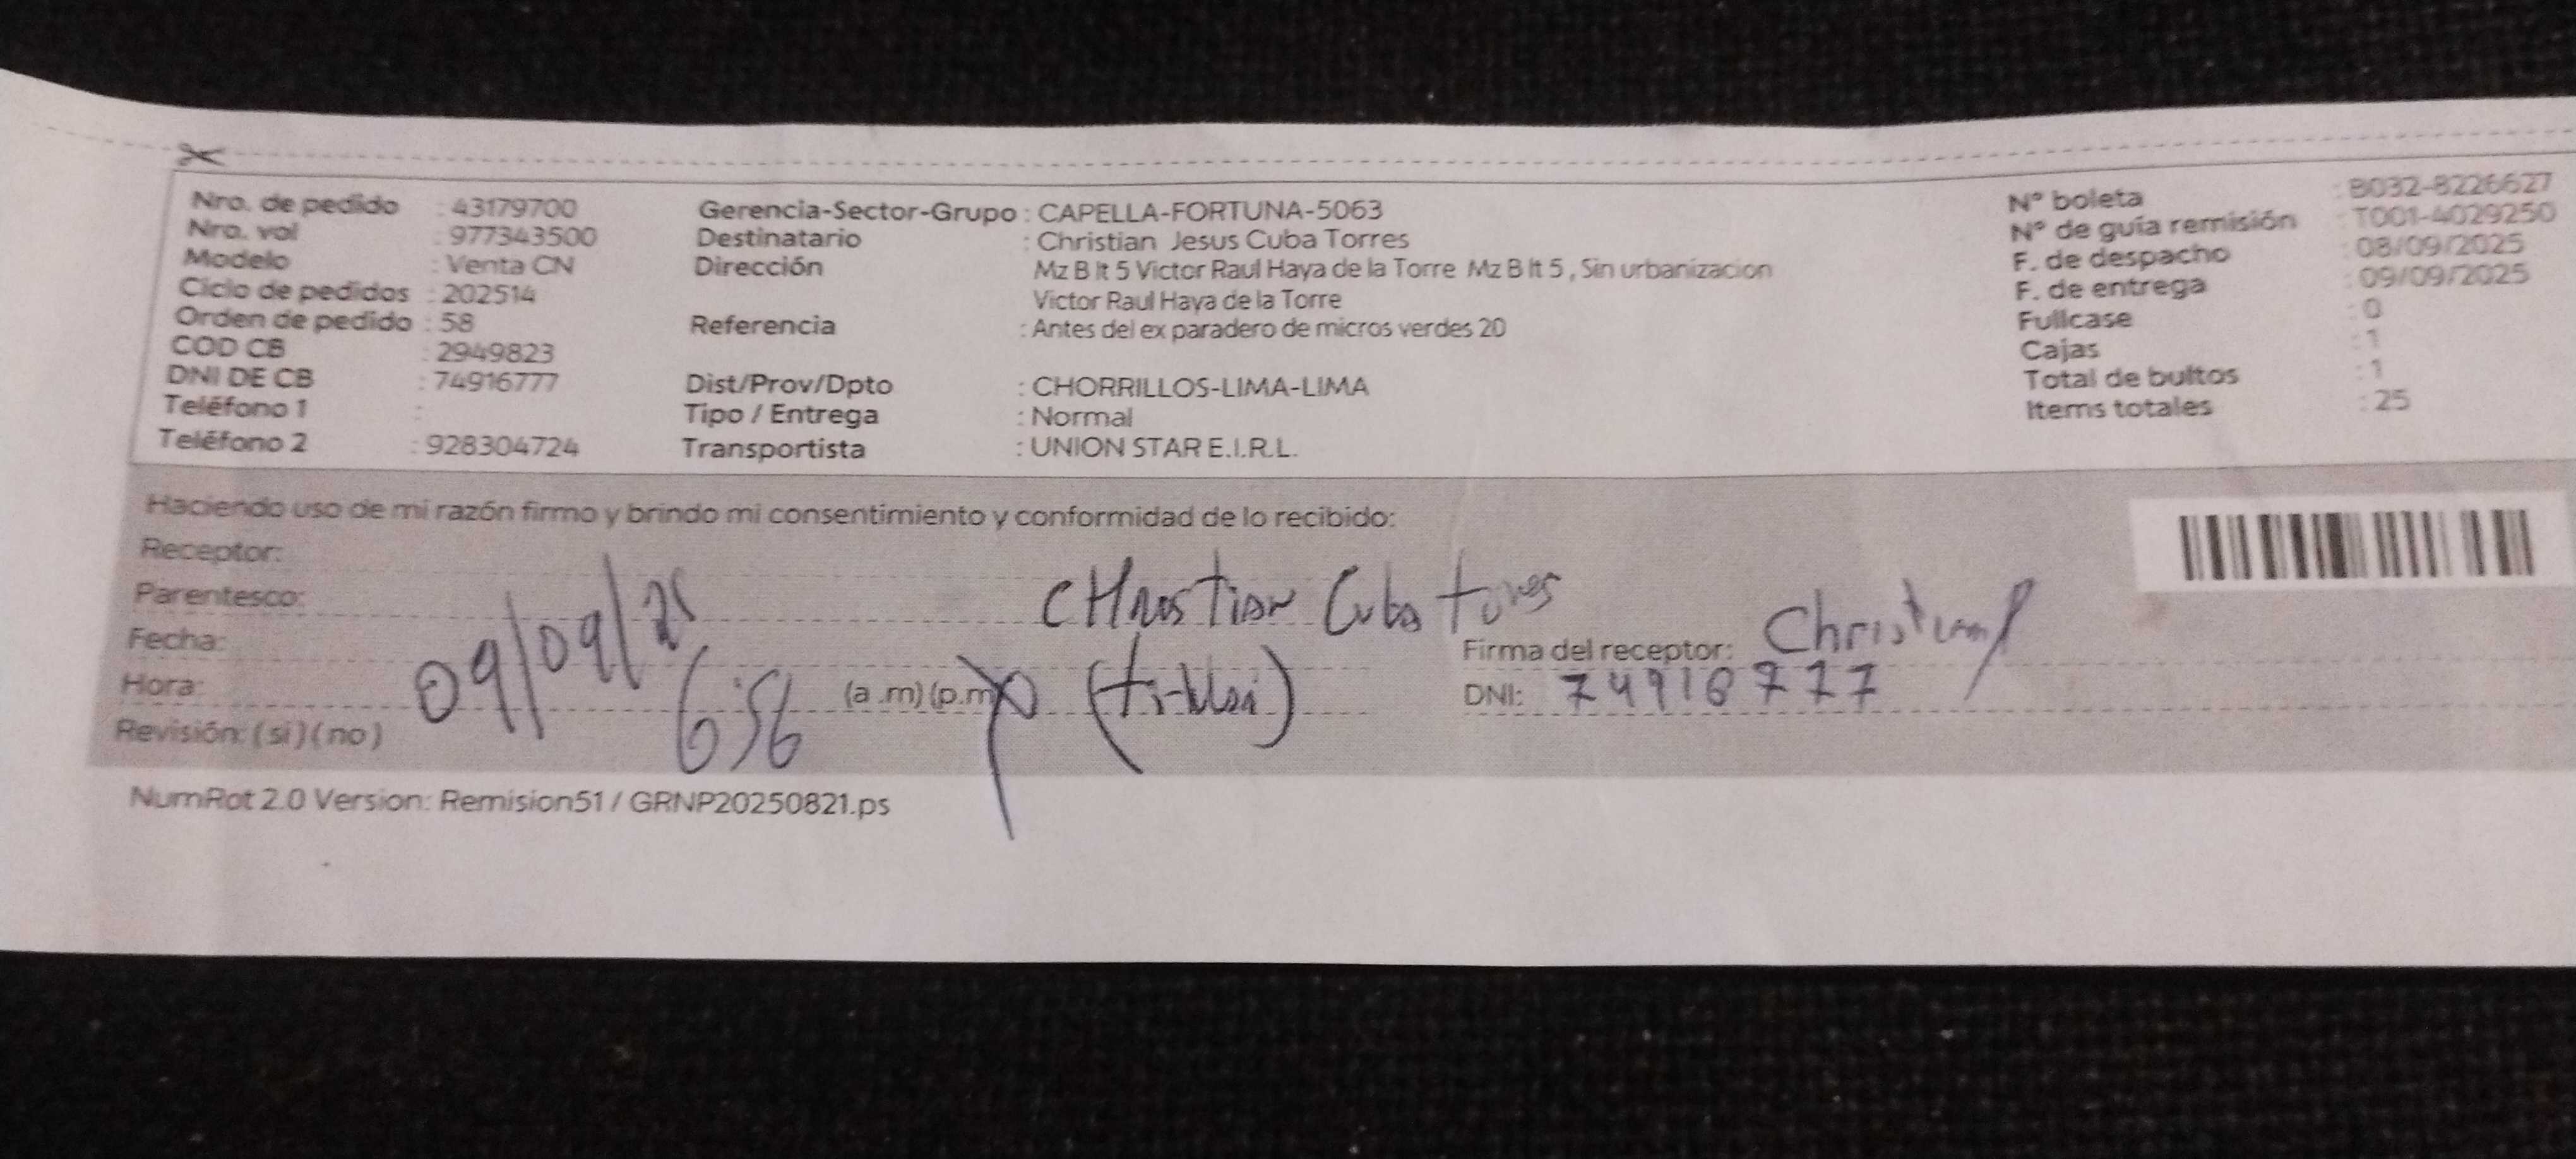 Nro. de pedido : 43179700
Nro. vol : 977343500
Modelo : Venta CN
Ciclo de pedidos : 202514
Orden de pedido : 58
COD CB : 2949823
DNI DE CB : 74916777
Teléfono 1 :
Teléfono 2 : 928304724
Gerencia-Sector-Grupo : CAPELLA-FORTUNA-5063
Destinatario : Christian Jesus Cuba Torres
Dirección Mz B lt 5 Victor Raul Haya de la Torre Mz B lt 5 , Sin urbanizacion
Victor Raul Haya de la Torre
Referencia : Antes del ex paradero de micros verdes 20
Dist/Prov/Dpto : CHORRILLOS-LIMA-LIMA
Tipo / Entrega : Normal
Transportista : UNION STAR E.I.R.L.
N° boleta : B032-8226627
N° de guía remisión : T001-4029250
F. de despacho : 08/09/2025
F. de entrega : 09/09/2025
Fullcase : 0
Cajas : 1
Total de bultos : 1
Items totales : 25
Haciendo uso de mi razón firmo y brindo mi consentimiento y conformidad de lo recibido:
Receptor: CHristian Cuba torres
Parentesco:
Fecha: 09/09/25
Hora: 6:56 (a.m) (p.m)
Revisión: (si) (no)
Firma del receptor: Christian
DNI: 74916777
NumRot 2.0 Version: Remision51 / GRNP20250821.ps